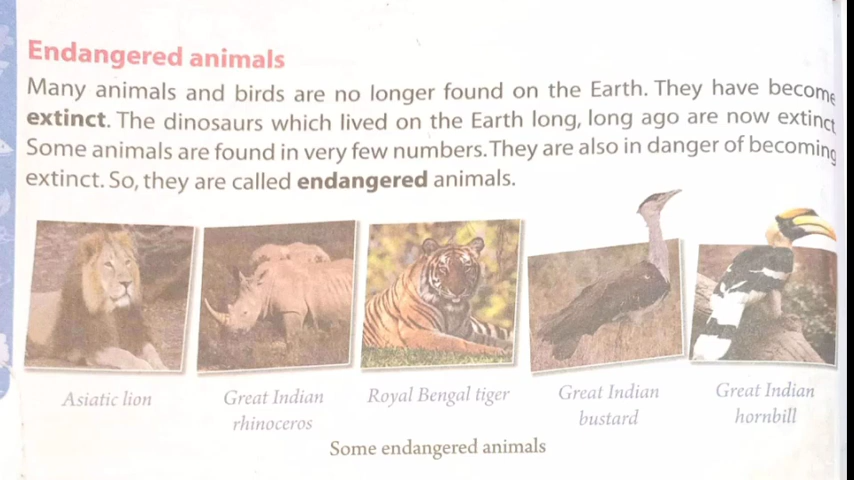 Endangered animals
Many animals and birds are no longer found on the Earth. They have become
extinct. The dinosaurs which lived on the Earth long, long ago are now extinct
Some animals are found in very few numbers. They are also in danger of becoming
extinct. So, they are called endangered animals.
Asiatic lion
Great Indian
rhinoceros
Royal Bengal tiger
Great Indian
bustard
Great Indian
hornbill
Some endangered animals